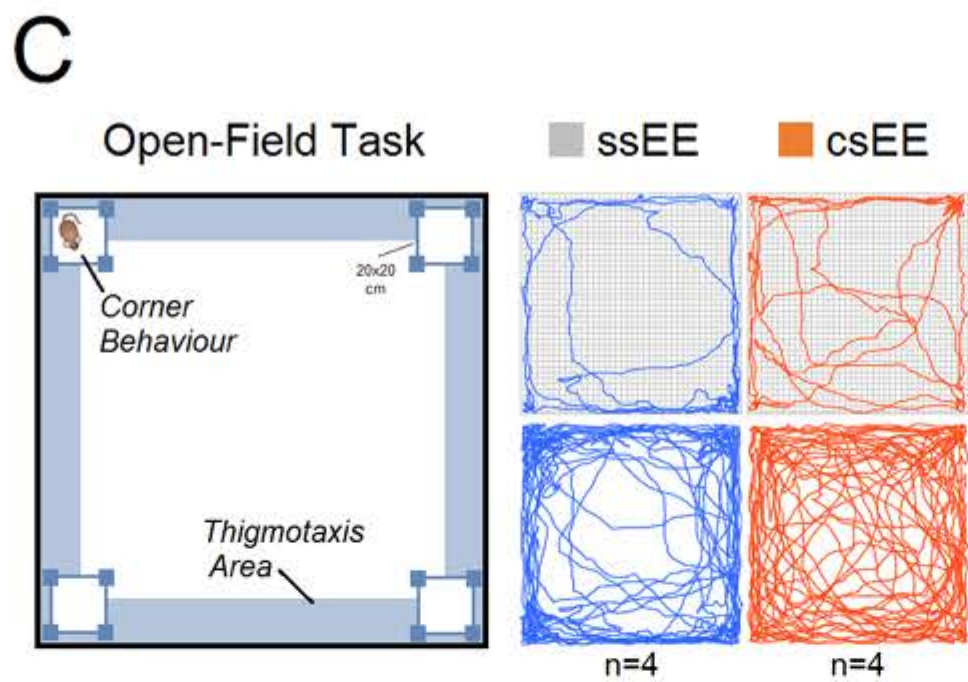 C
Open-Field Task
ssEE
csEE
20x20
cm
Corner
Behaviour
Thigmotaxis
Area
n=4
n=4